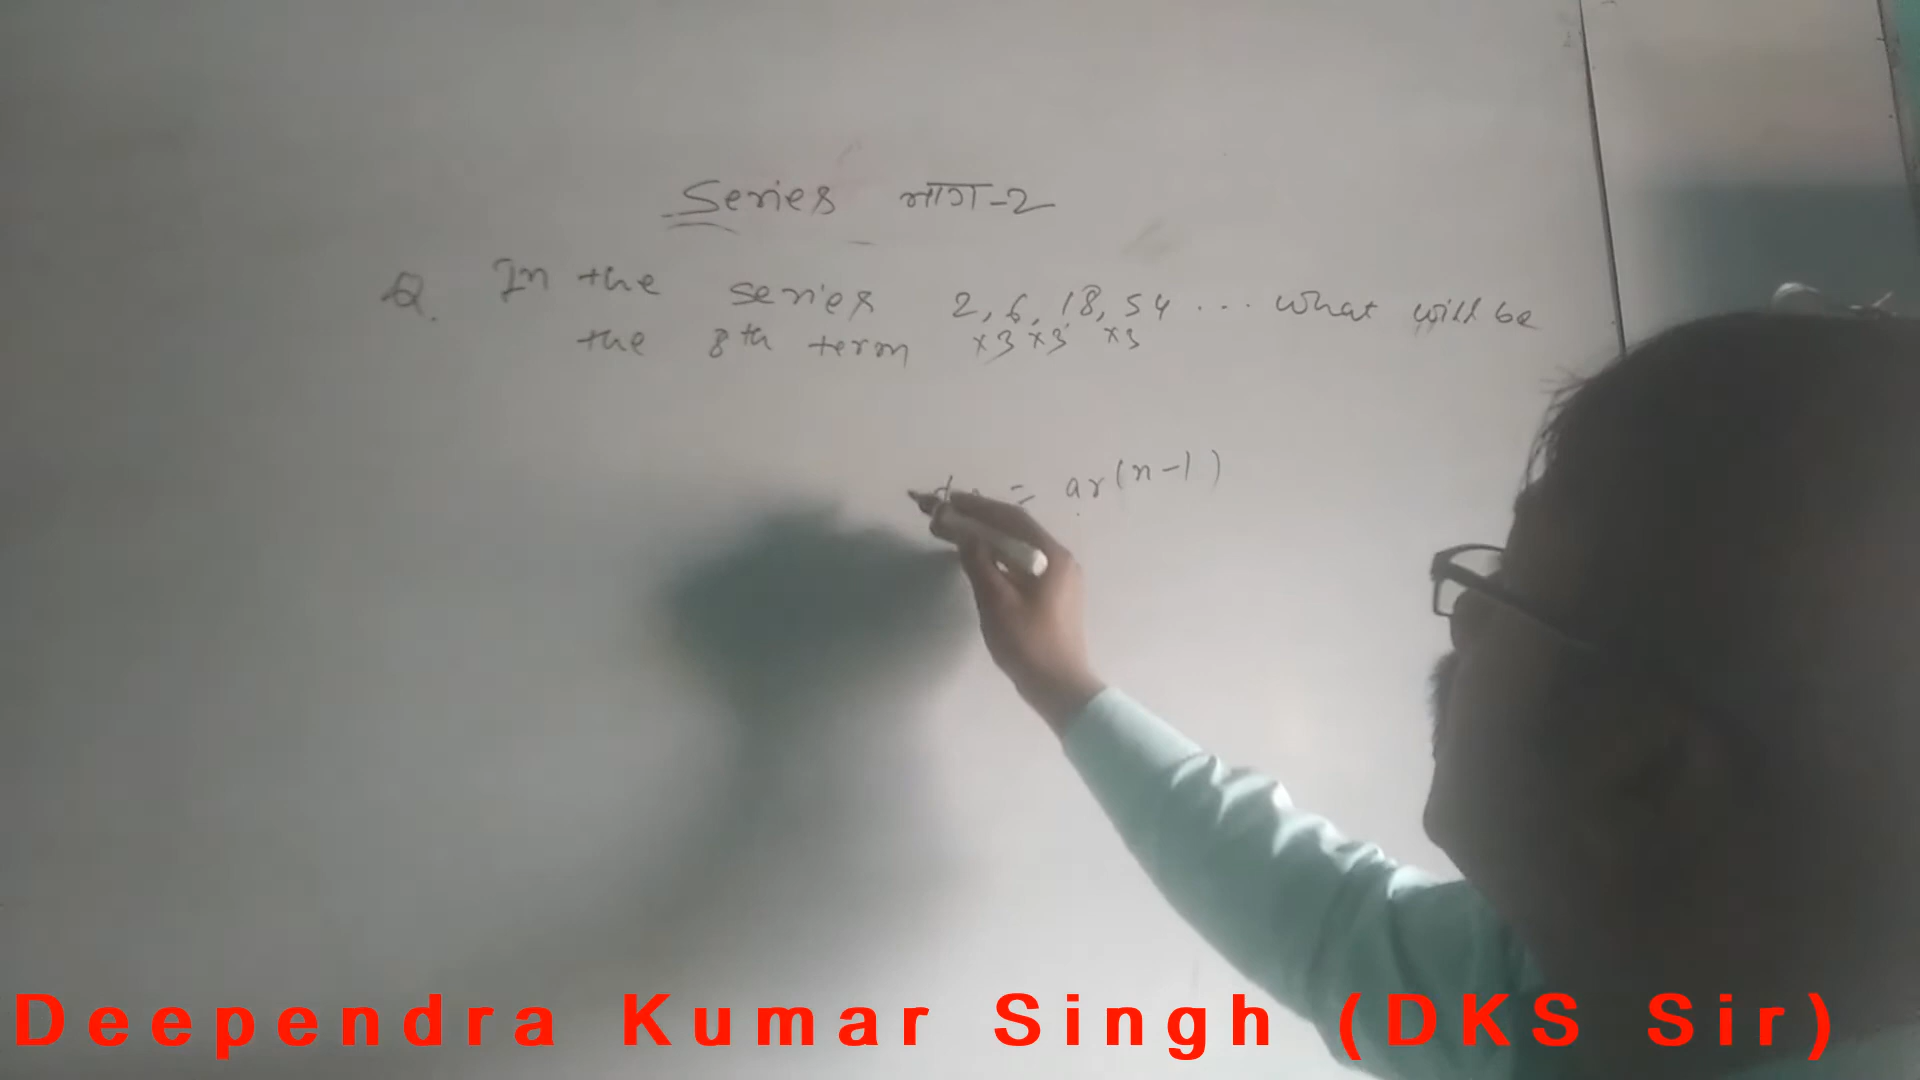 Series भाग-2
Q. In the series 2, 6, 18, 54 ... what will be
the 8th term ×3 ×3 ×3
= ar(n-1)
Deependra Kumar Singh (DKS Sir)